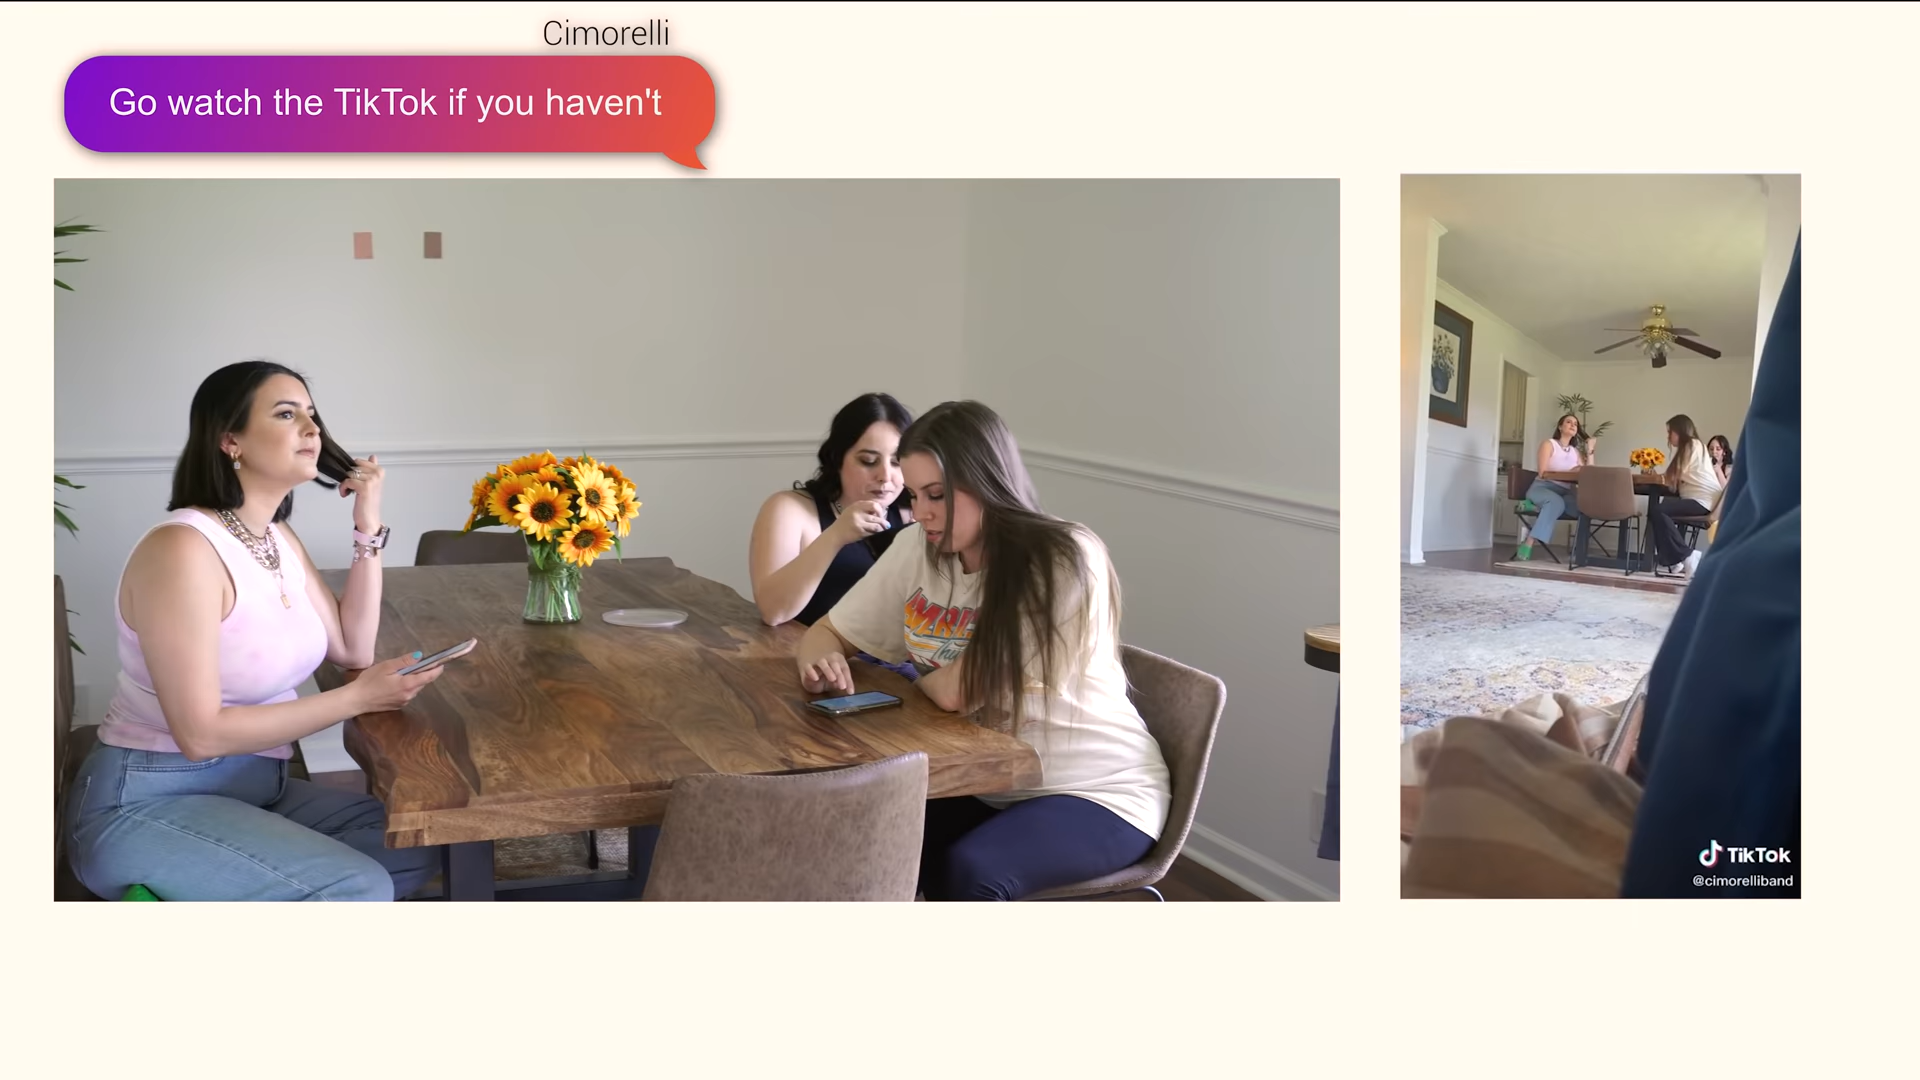 Cimorelli
Go watch the TikTok if you haven't
TikTok
@cimorelliband